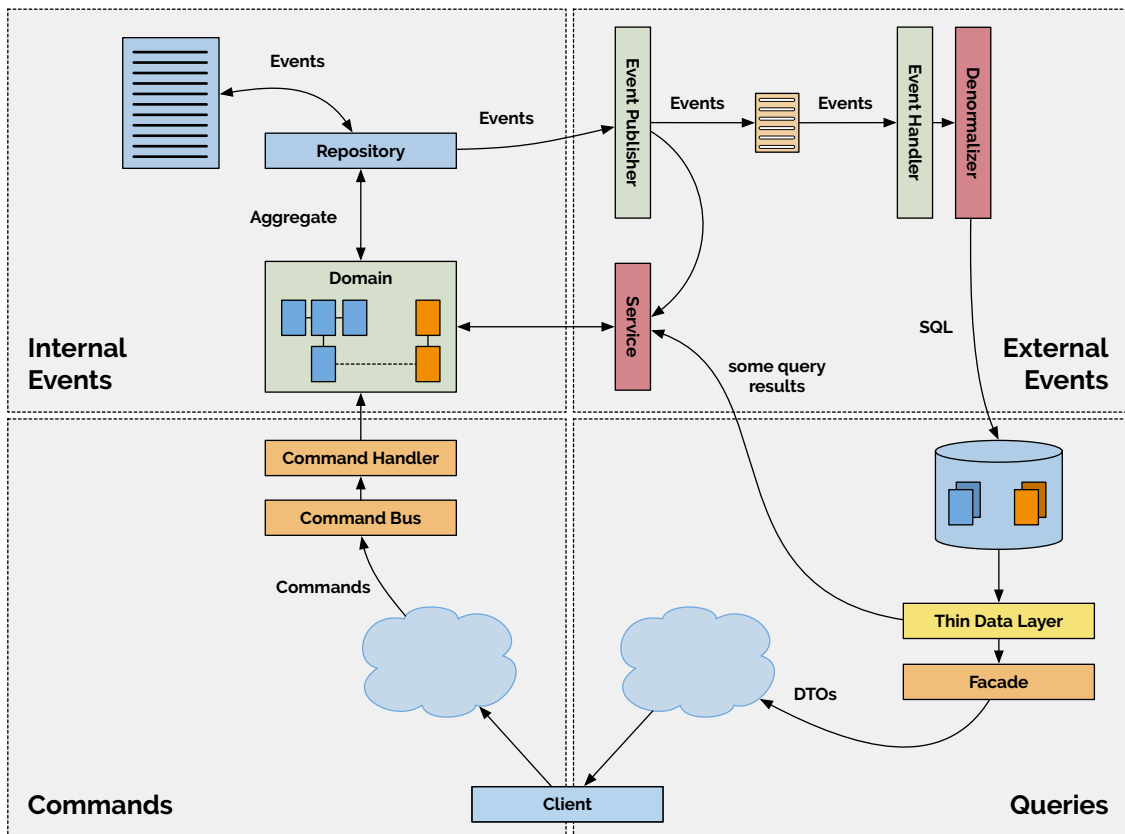 Events
Repository
Events
Aggregate
Domain
Internal
Events
Event Publisher
Events
Events
Event Handler
Denormalizer
Service
SQL
some query
results
External
Events
Command Handler
Command Bus
Commands
Commands
Thin Data Layer
Facade
DTOs
Client
Queries